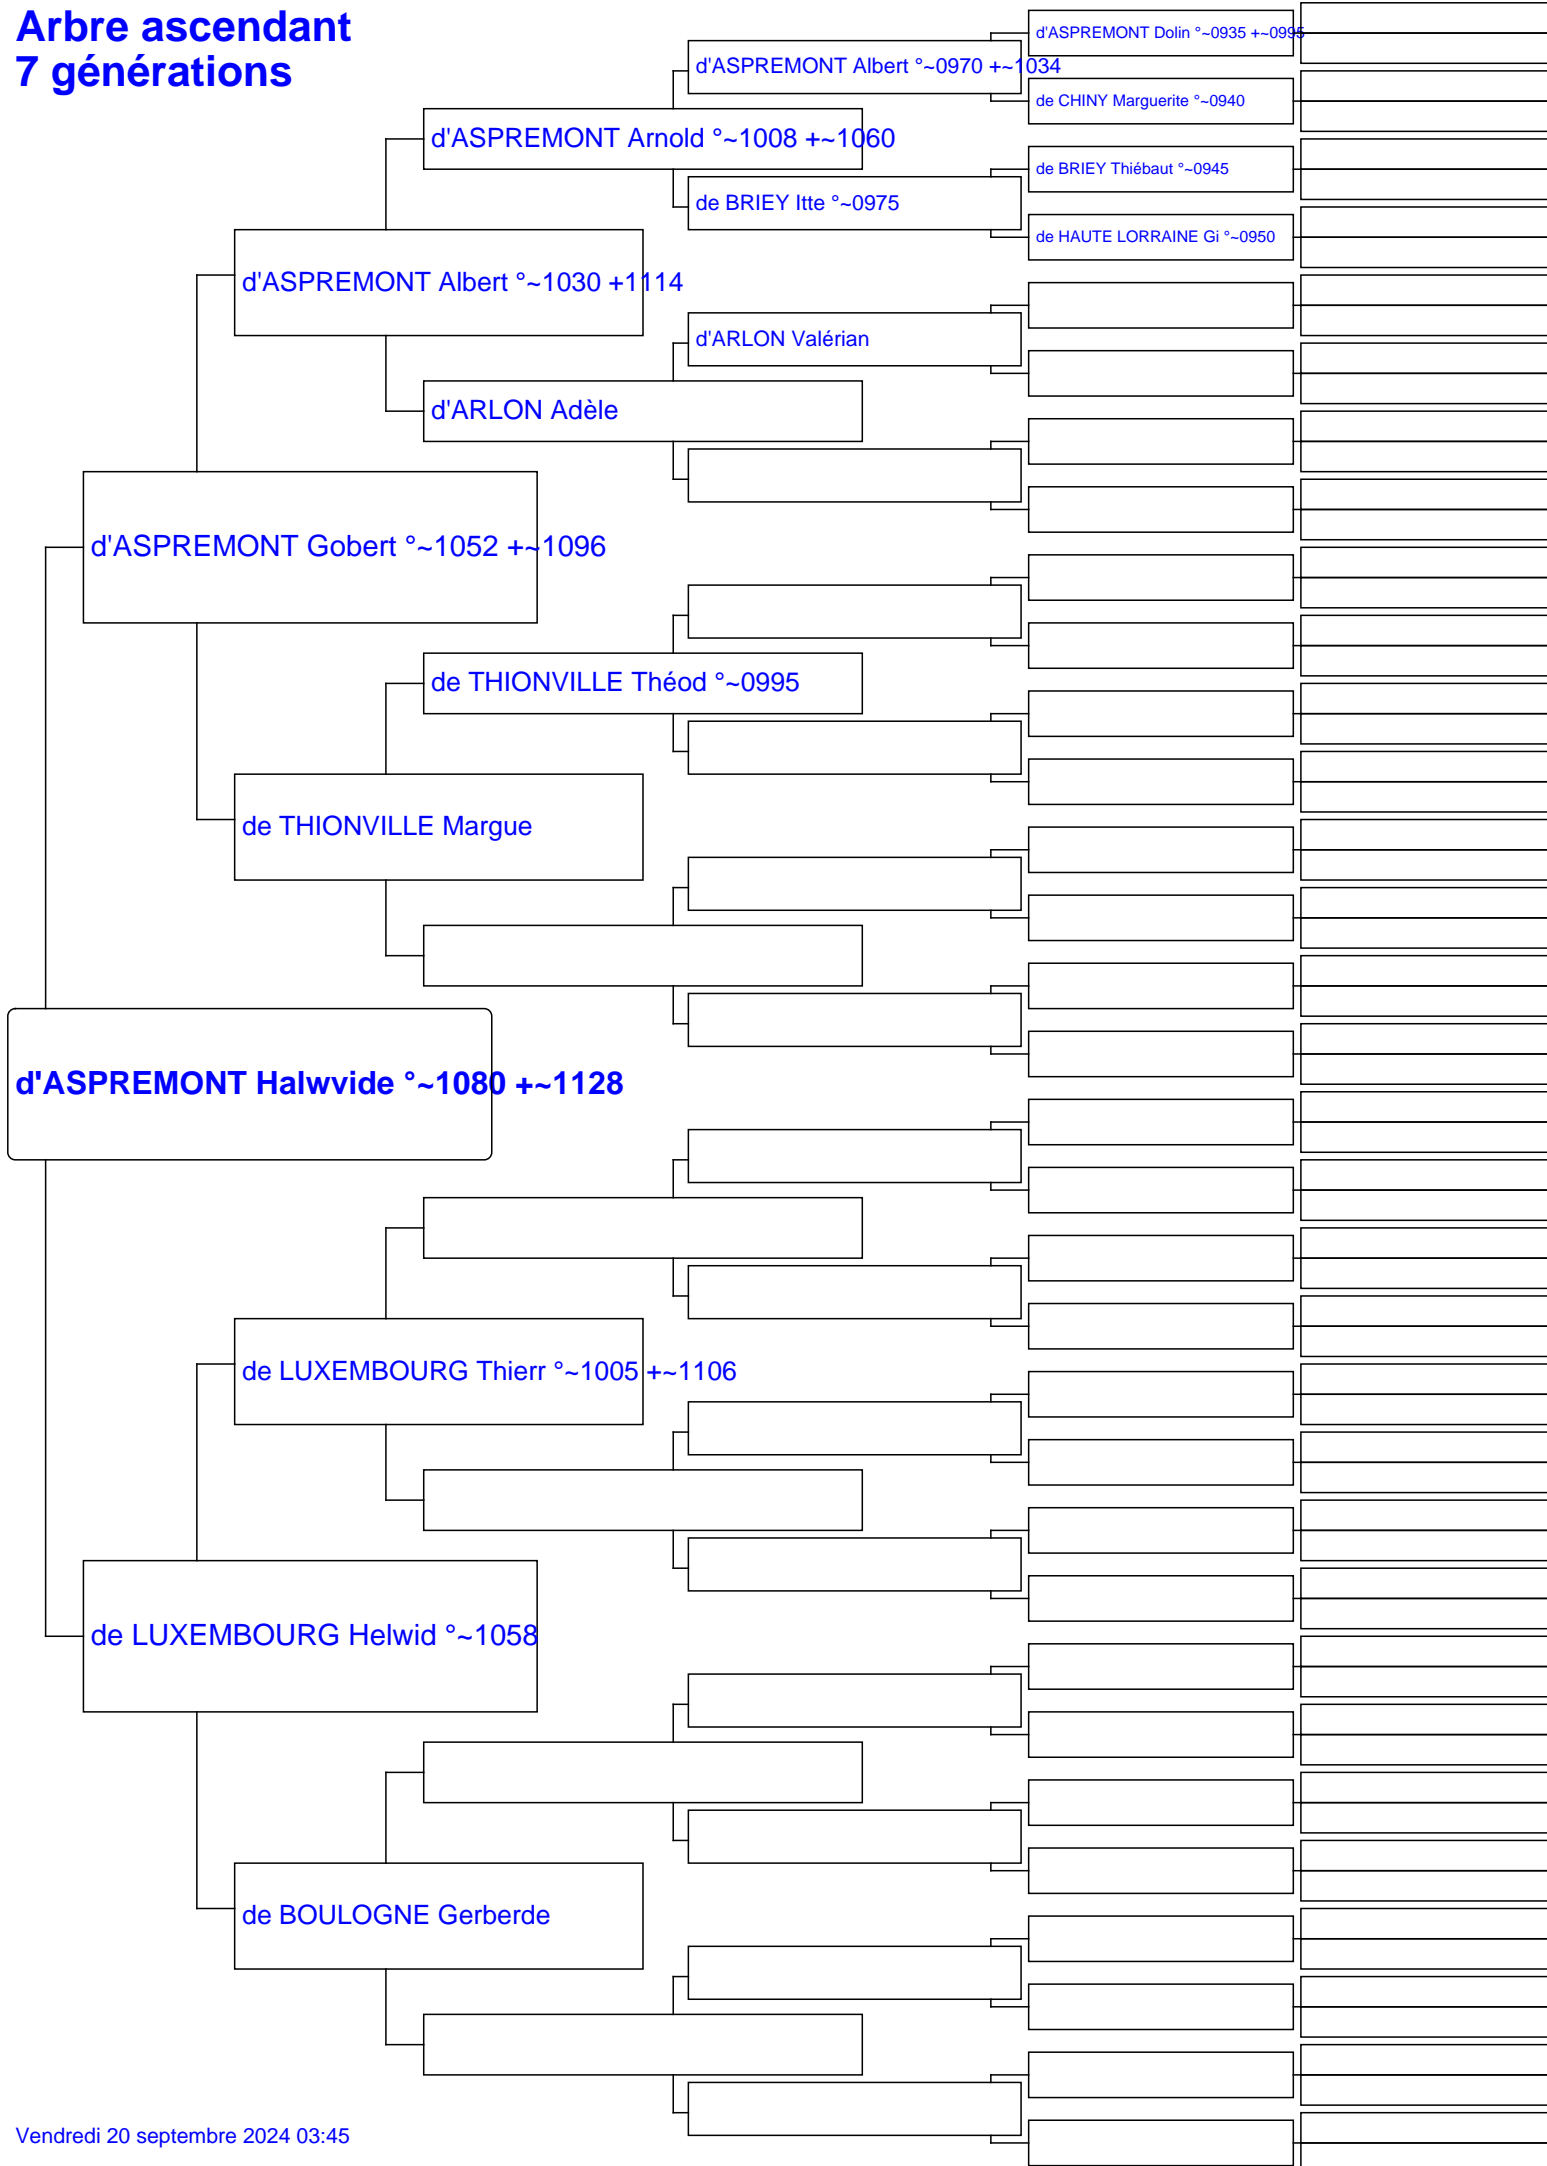 Arbre ascendant
7 générations
d'ASPREMONT Dolin °~0935 +~0995
d'ASPREMONT Albert °~0970 +~1034
de CHINY Marguerite °~0940
d'ASPREMONT Arnold °~1008 +~1060
de BRIEY Thiébaut °~0945
de BRIEY Itte °~0975
de HAUTE LORRAINE Gi °~0950
d'ASPREMONT Albert °~1030 +1114
d'ARLON Valérian
d'ARLON Adèle
d'ASPREMONT Gobert °~1052 +~1096
de THIONVILLE Théod °~0995
de THIONVILLE Margue
d'ASPREMONT Halwvide °~1080 +~1128
de LUXEMBOURG Thierr °~1005 +~1106
de LUXEMBOURG Helwid °~1058
de BOULOGNE Gerberde
Vendredi 20 septembre 2024 03:45